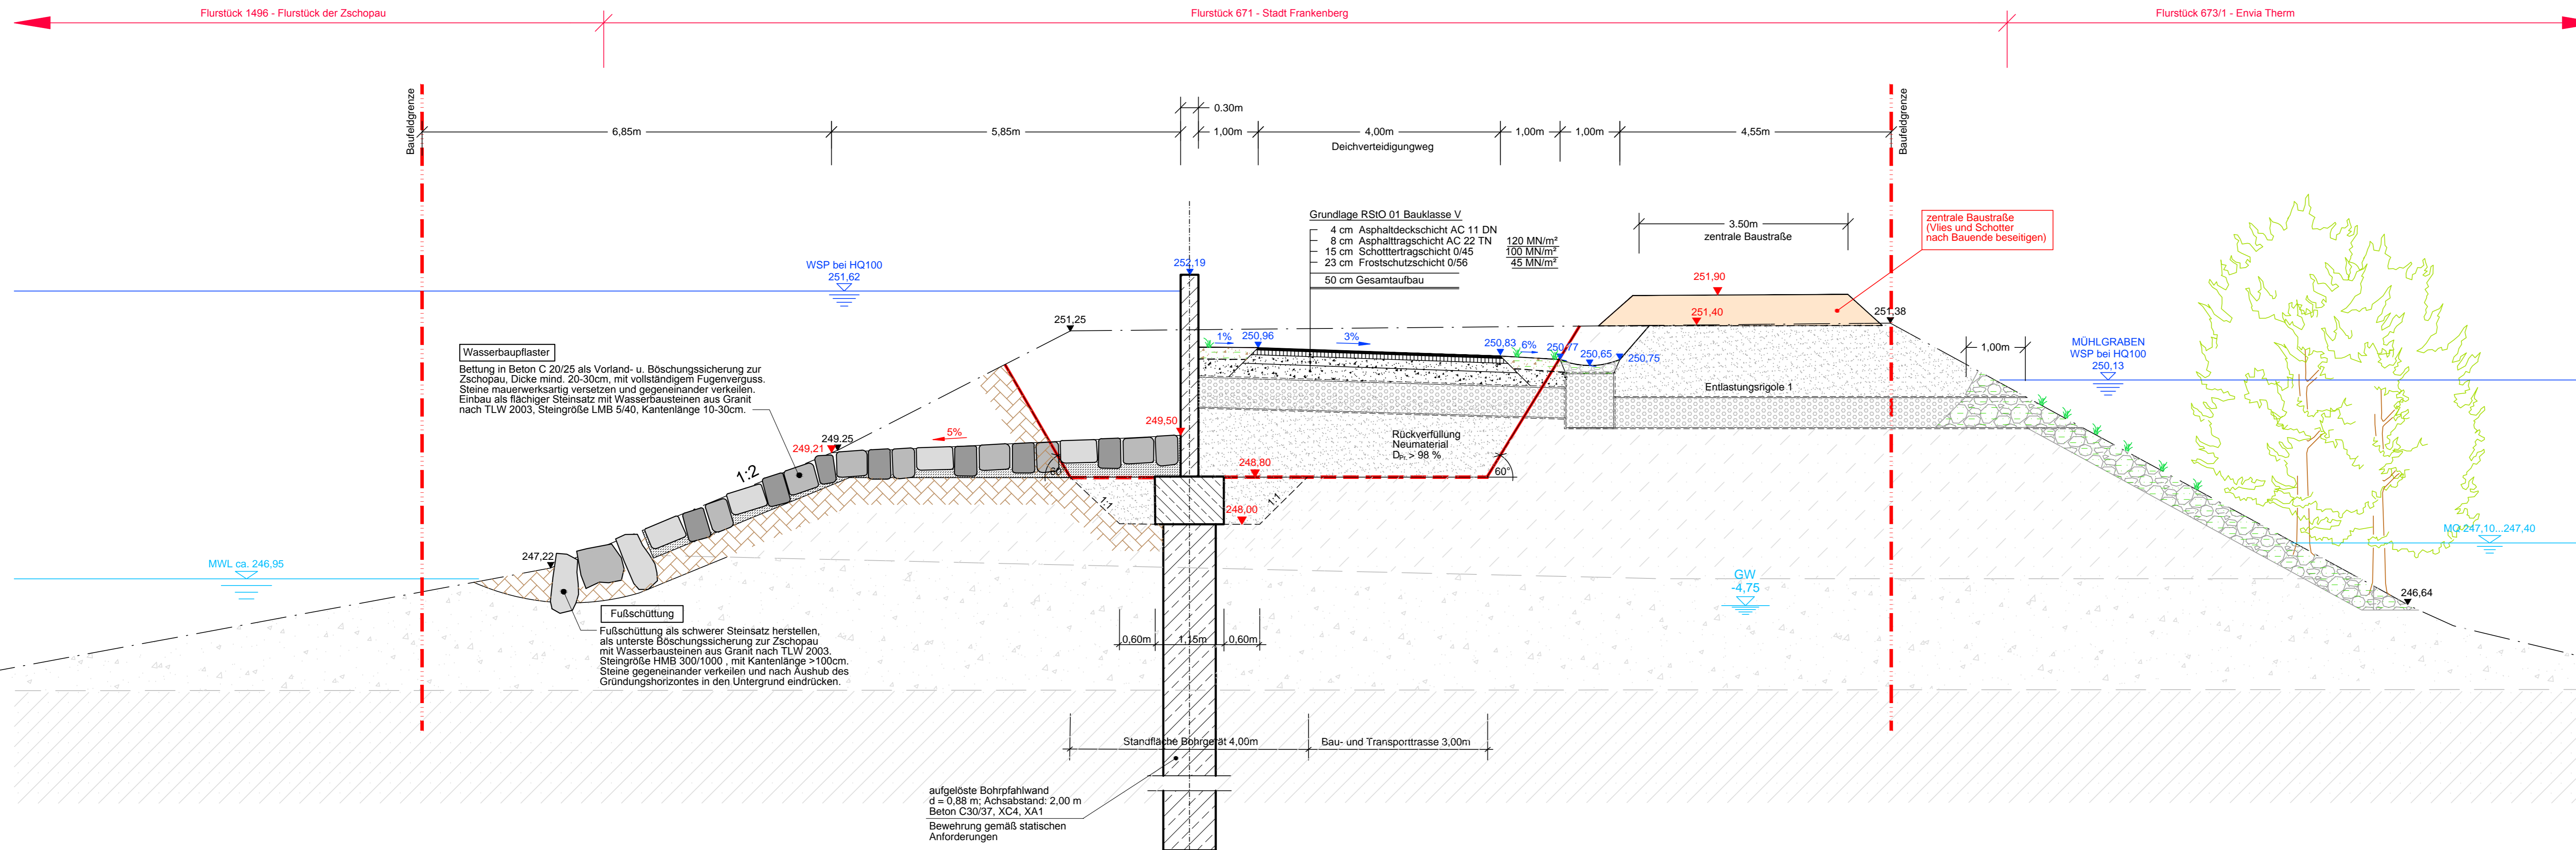 Flurstück 1496 - Flurstück der Zschopau
Flurstück 671 - Stadt Frankenberg
Flurstück 673/1 - Envia Therm
Baufeldgrenze
Baufeldgrenze
0.30m
6,85m
5,85m
1,00m
4,00m
1,00m
1,00m
4,55m
Deichverteidigungweg
Grundlage RStO 01 Bauklasse V
4 cm Asphaltdeckschicht AC 11 DN
8 cm Asphalttragschicht AC 22 TN 120 MN/m²
15 cm Schotttertragschicht 0/45 100 MN/m²
23 cm Frostschutzschicht 0/56 45 MN/m²
50 cm Gesamtaufbau
3.50m
zentrale Baustraße
zentrale Baustraße
(Vlies und Schotter
nach Bauende beseitigen)
WSP bei HQ100
251,62
252,19
251,90
251,40
251,38
251,25
1%
250,96
3%
250,83
6%
250,77
250,65
250,75
1,00m
MÜHLGRABEN
WSP bei HQ100
250,13
Wasserbaupflaster
Bettung in Beton C 20/25 als Vorland- u. Böschungssicherung zur
Zschopau, Dicke mind. 20-30cm, mit vollständigem Fugenverguss.
Steine mauerwerksartig versetzen und gegeneinander verkeilen.
Einbau als flächiger Steinsatz mit Wasserbausteinen aus Granit
nach TLW 2003, Steingröße LMB 5/40, Kantenlänge 10-30cm.
Entlastungsrigole 1
249,50
5%
249,21
249.25
1:2
Rückverfüllung
Neumaterial
DPr. > 98 %
248,80
60°
60°
1:1
1:1
248,00
247,22
MWL ca. 246,95
MQ 247,10...247,40
GW
-4,75
246,64
Fußschüttung
Fußschüttung als schwerer Steinsatz herstellen,
als unterste Böschungssicherung zur Zschopau
mit Wasserbausteinen aus Granit nach TLW 2003.
Steingröße HMB 300/1000 , mit Kantenlänge >100cm.
Steine gegeneinander verkeilen und nach Aushub des
Gründungshorizontes in den Untergrund eindrücken.
0,60m
1,15m
0,60m
Standfläche Bohrgerät 4,00m
Bau- und Transporttrasse 3,00m
aufgelöste Bohrpfahlwand
d = 0,88 m; Achsabstand: 2,00 m
Beton C30/37, XC4, XA1
Bewehrung gemäß statischen
Anforderungen